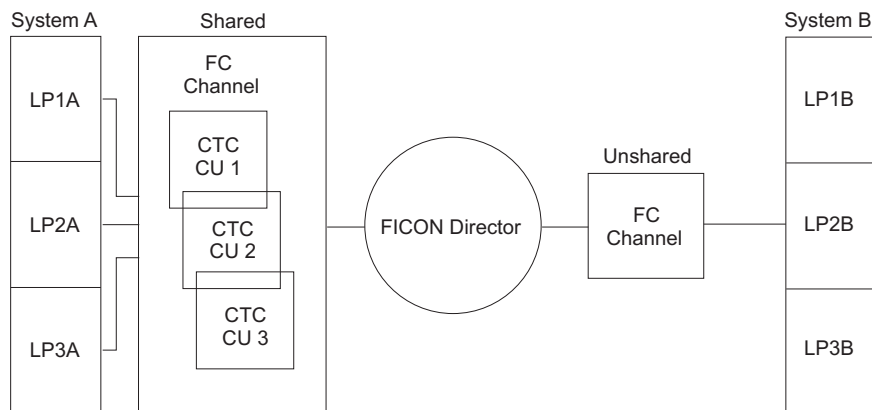 System A
Shared
System B
FC
Channel
LP1A
LP2A
LP3A
CTC
CU 1
CTC
CU 2
CTC
CU 3
FICON Director
Unshared
FC
Channel
LP1B
LP2B
LP3B